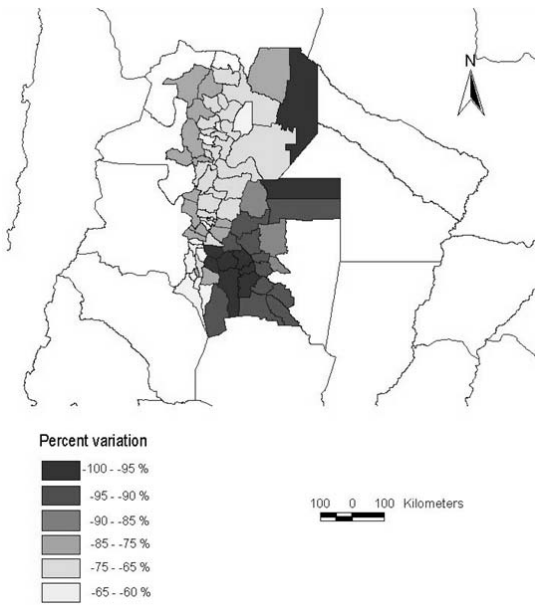 N
Percent variation
-100 - -95 %
-95 - -90 %
-90 - -85 %
-85 - -75 %
-75 - -65 %
-65 - -60 %
100 0 100 Kilometers